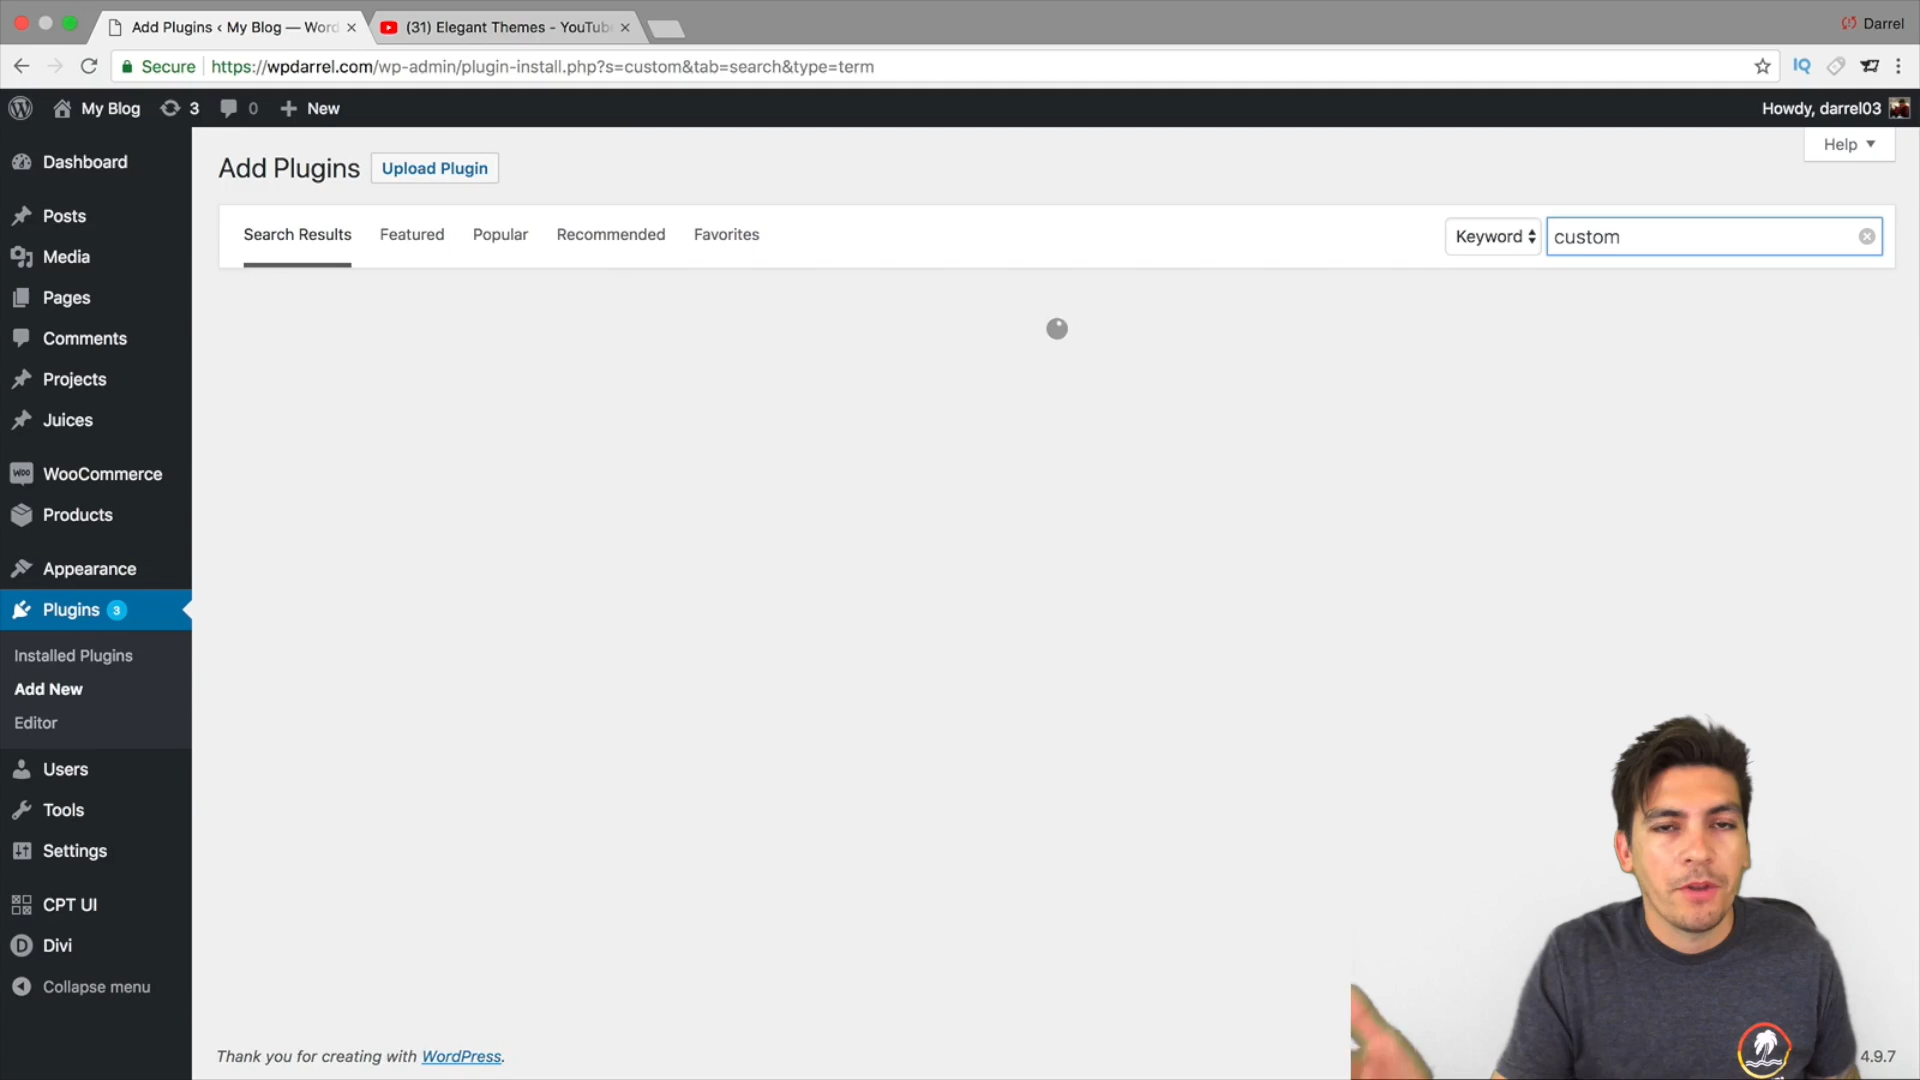 Add Plugins ‹ My Blog — Word
(31) Elegant Themes - YouTub
Darrel
Secure https://wpdarrel.com/wp-admin/plugin-install.php?s=custom&tab=search&type=term
IQ
My Blog 3 0 New
Howdy, darrel03
Help
Dashboard
Posts
Media
Pages
Comments
Projects
Juices
WOO WooCommerce
Products
Appearance
Plugins 3
Installed Plugins
Add New
Editor
Users
Tools
Settings
CPT UI
D Divi
Collapse menu
Add Plugins Upload Plugin
Search Results Featured Popular Recommended Favorites
Keyword custom
Thank you for creating with WordPress.
4.9.7